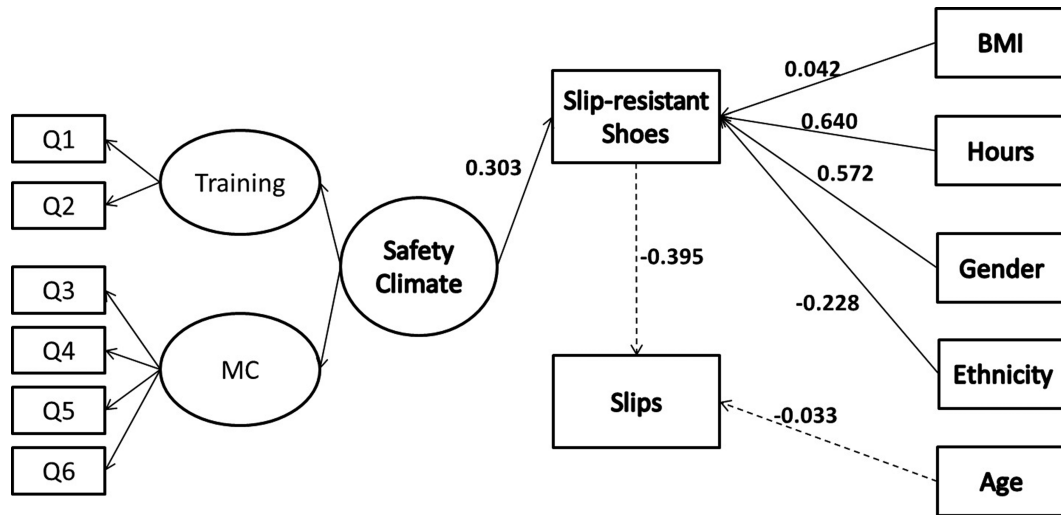 BMI
0.042
Slip-resistant
Shoes
0.640
Hours
Q1
Training
0.303
0.572
Q2
Safety
Climate
-0.395
Gender
Q3
-0.228
Q4
MC
Ethnicity
Q5
Slips
-0.033
Q6
Age